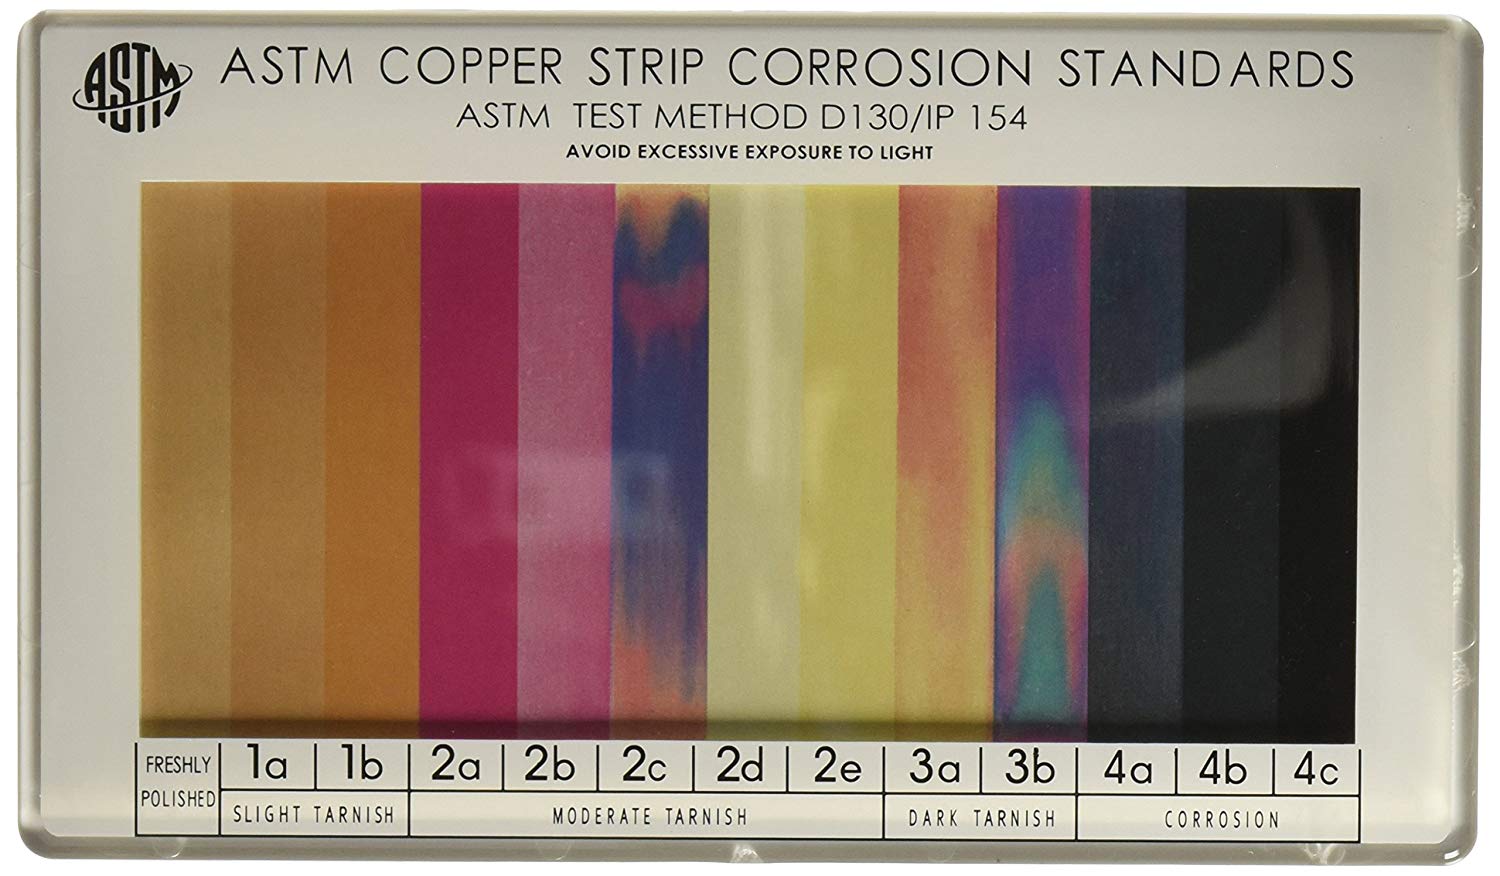 ASTM
ASTM COPPER STRIP CORROSION STANDARDS
ASTM TEST METHOD D130/IP 154
AVOID EXCESSIVE EXPOSURE TO LIGHT
FRESHLY POLISHED
1a 1b 2a 2b 2c 2d 2e 3a 3b 4a 4b 4c
SLIGHT TARNISH MODERATE TARNISH DARK TARNISH CORROSION